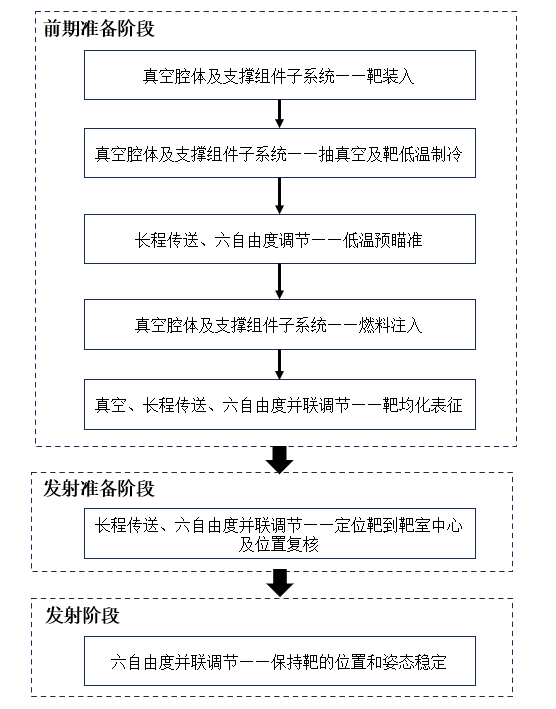 前期准备阶段
真空腔体及支撑组件子系统——靶装入
真空腔体及支撑组件子系统——抽真空及靶低温制冷
长程传送、六自由度调节——低温预瞄准
真空腔体及支撑组件子系统——燃料注入
真空、长程传送、六自由度并联调节——靶均化表征
发射准备阶段
长程传送、六自由度并联调节——定位靶到靶室中心
及位置复核
发射阶段
六自由度并联调节——保持靶的位置和姿态稳定